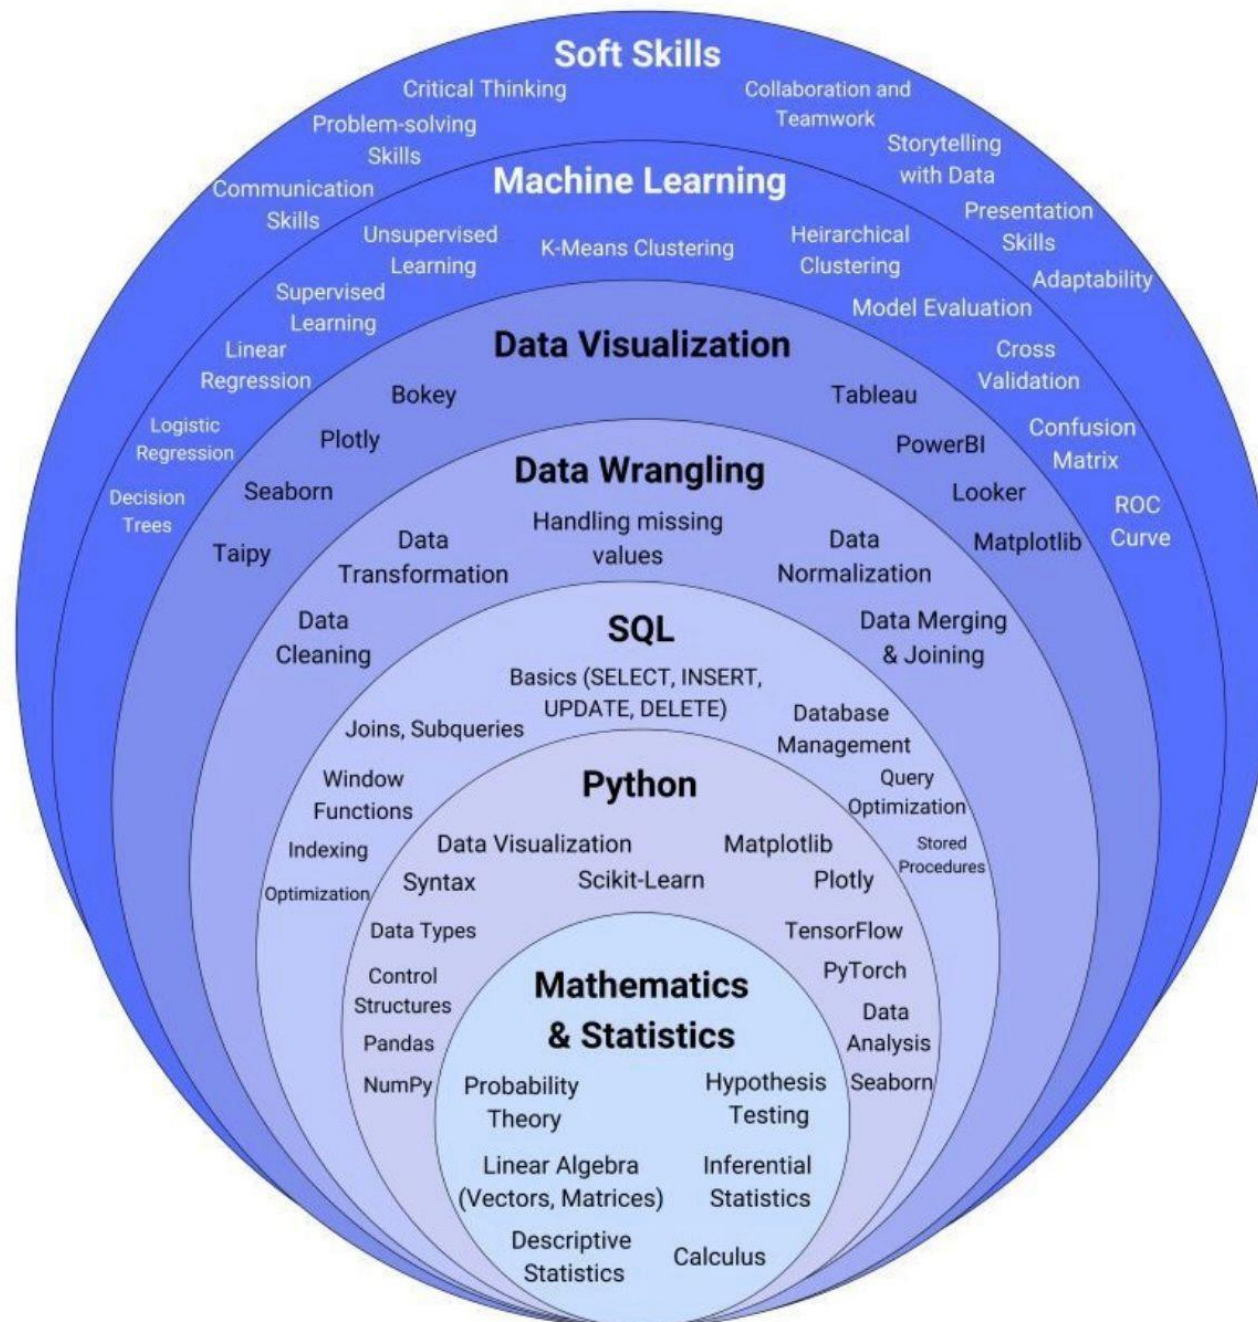 Soft Skills
Critical Thinking
Collaboration and
Teamwork
Problem-solving
Skills
Storytelling
with Data
Communication
Skills
Presentation
Skills
Adaptability
Machine Learning
Unsupervised
Learning
K-Means Clustering
Heirarchical
Clustering
Supervised
Learning
Model Evaluation
Linear
Regression
Cross
Validation
Logistic
Regression
Confusion
Matrix
Decision
Trees
ROC
Curve
Data Visualization
Bokey
Tableau
Plotly
PowerBI
Seaborn
Looker
Taipy
Matplotlib
Data Wrangling
Handling missing
values
Data
Transformation
Data
Normalization
Data
Cleaning
Data Merging
& Joining
SQL
Basics (SELECT, INSERT,
UPDATE, DELETE)
Joins, Subqueries
Database
Management
Window
Functions
Query
Optimization
Indexing
Stored
Procedures
Optimization
Python
Data Visualization
Matplotlib
Syntax
Scikit-Learn
Plotly
Data Types
TensorFlow
Control
Structures
PyTorch
Pandas
Data
Analysis
NumPy
Seaborn
Mathematics
& Statistics
Probability
Theory
Hypothesis
Testing
Linear Algebra
(Vectors, Matrices)
Inferential
Statistics
Descriptive
Statistics
Calculus